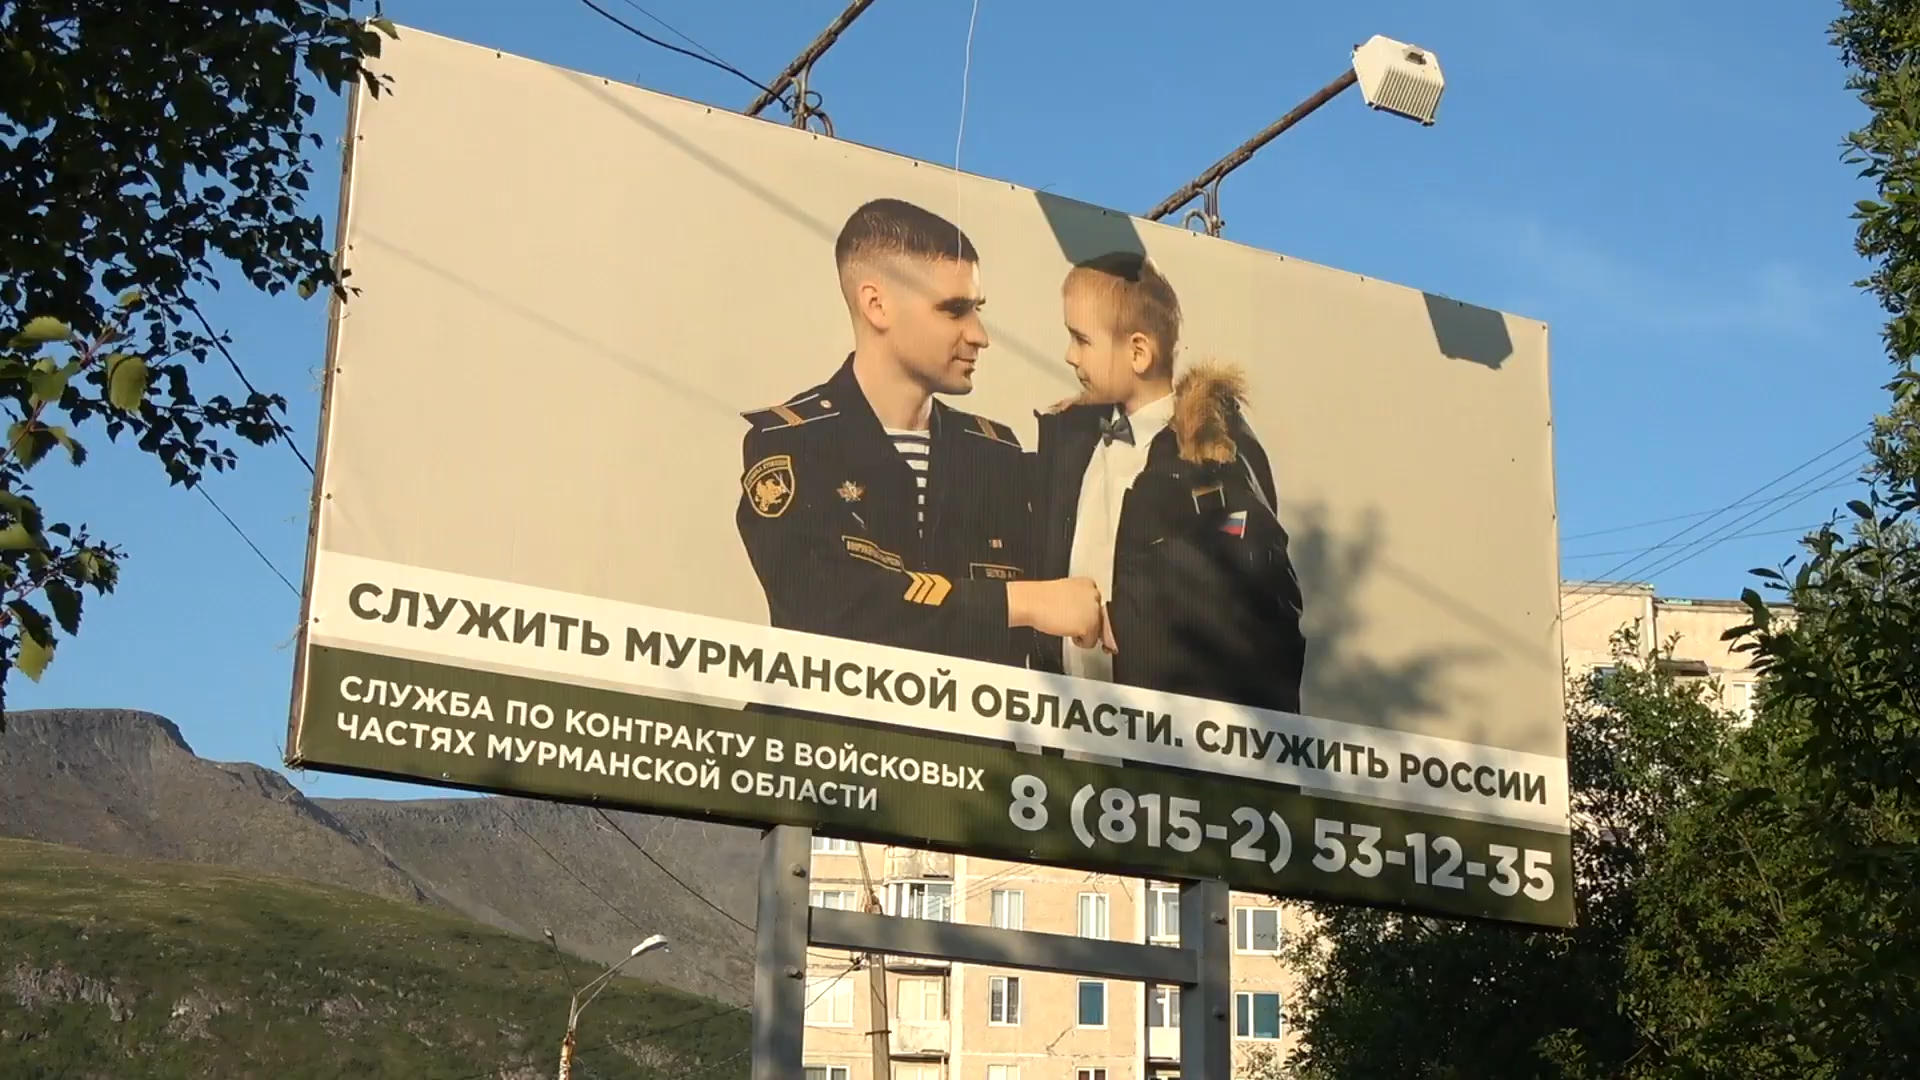 СЛУЖИТЬ МУРМАНСКОЙ ОБЛАСТИ. СЛУЖИТЬ РОССИИ
СЛУЖБА ПО КОНТРАКТУ В ВОЙСКОВЫХ
ЧАСТЯХ МУРМАНСКОЙ ОБЛАСТИ
8 (815-2) 53-12-35